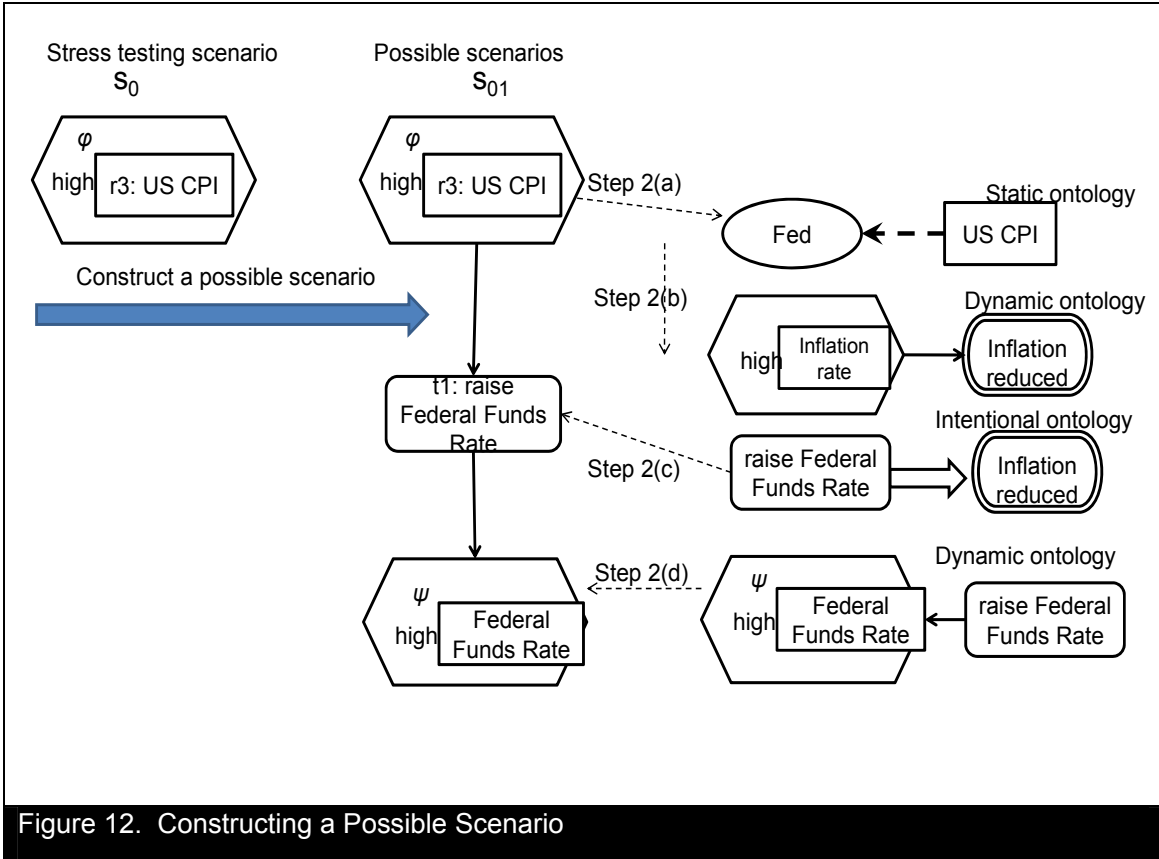 Stress testing scenario
S0
Possible scenarios
S01
φ
high
r3: US CPI
φ
high
r3: US CPI
Step 2(a)
Fed
Static ontology
US CPI
Construct a possible scenario
Step 2(b)
Dynamic ontology
high
Inflation
rate
Inflation
reduced
t1: raise
Federal Funds
Rate
Step 2(c)
Intentional ontology
raise Federal
Funds Rate
Inflation
reduced
ψ
high
Federal
Funds Rate
Step 2(d)
ψ
high
Federal
Funds Rate
Dynamic ontology
raise Federal
Funds Rate
Figure 12. Constructing a Possible Scenario